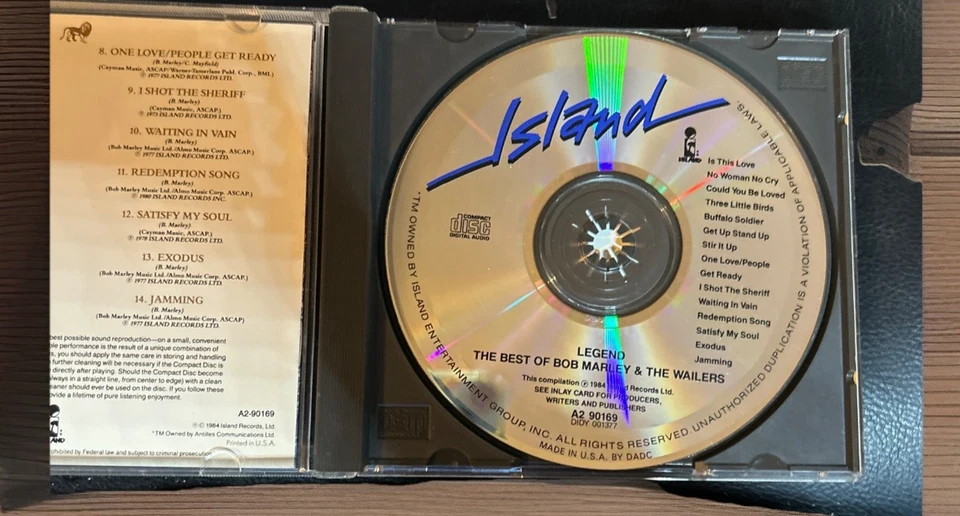 8. ONE LOVE/PEOPLE GET READY
(B. Marley/C. Mayfield)
(Cayman Music, ASCAP/Warner-Tamerlane Publ. Corp., BMI.)
℗ 1977 ISLAND RECORDS LTD.
9. I SHOT THE SHERIFF
(B. Marley)
(Cayman Music, ASCAP.)
℗ 1973 ISLAND RECORDS LTD.
10. WAITING IN VAIN
(B. Marley)
(Bob Marley Music Ltd./Almo Music Corp. ASCAP.)
℗ 1977 ISLAND RECORDS LTD.
11. REDEMPTION SONG
(B. Marley)
(Bob Marley Music Ltd./Almo Music Corp. ASCAP.)
℗ 1980 ISLAND RECORDS INC.
12. SATISFY MY SOUL
(B. Marley)
(Cayman Music, ASCAP.)
℗ 1978 ISLAND RECORDS LTD.
13. EXODUS
(B. Marley)
(Bob Marley Music Ltd./Almo Music Corp. ASCAP.)
℗ 1977 ISLAND RECORDS LTD.
14. JAMMING
(B. Marley)
(Bob Marley Music Ltd./Almo Music Corp. ASCAP)
℗ 1977 ISLAND RECORDS LTD.
best possible sound reproduction—on a small, convenient
performance is the result of a unique combination of
you should apply the same care in storing and handling
further cleaning will be necessary if the Compact Disc is
directly after playing. Should the Compact Disc become
always in a straight line, from center to edge) with a clean
cleaner should ever be used on the disc. If you follow these
provide a lifetime of pure listening enjoyment.
A2-90169
℗© 1984 Island Records, Ltd.
™ Owned by Antilles Communications Ltd.
Printed in U.S.A.
ISLAND
prohibited by Federal law and subject to criminal prosecution
Island
ISLAND
COMPACT
disc
DIGITAL AUDIO
Is This Love
No Woman No Cry
Could You Be Loved
Three Little Birds
Buffalo Soldier
Get Up Stand Up
Stir It Up
One Love/People
Get Ready
I Shot The Sheriff
Waiting In Vain
Redemption Song
Satisfy My Soul
Exodus
Jamming
LEGEND
THE BEST OF BOB MARLEY & THE WAILERS
This compilation ℗ 1984 Island Records Ltd.
SEE INLAY CARD FOR PRODUCERS,
WRITERS AND PUBLISHERS
A2 90169
DIDY 001377
™ OWNED BY ISLAND ENTERTAINMENT GROUP, INC. ALL RIGHTS RESERVED. UNAUTHORIZED DUPLICATION IS A VIOLATION OF APPLICABLE LAWS.
MADE IN U.S.A. BY DADC